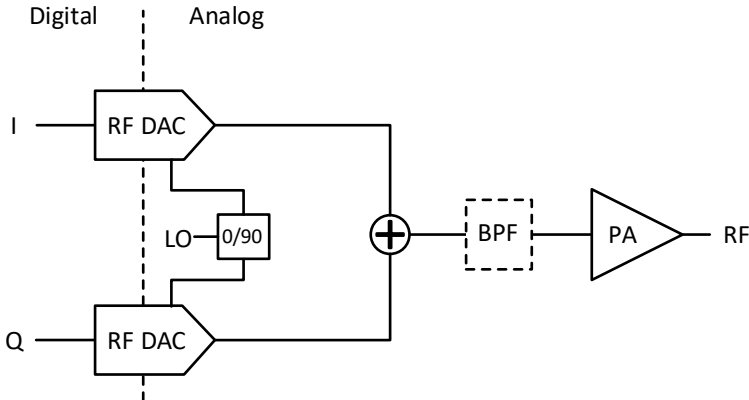 Digital
Analog
I
RF DAC
LO
0/90
BPF
PA
RF
Q
RF DAC